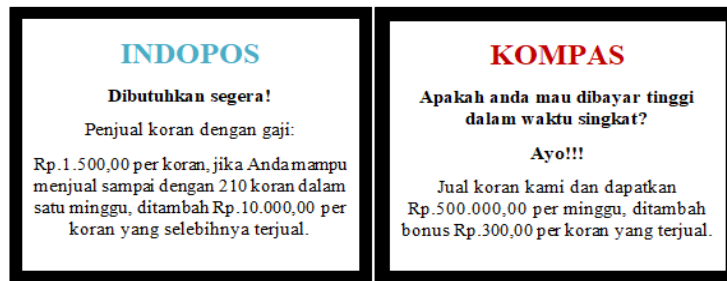 INDOPOS
Dibutuhkan segera!
Penjual koran dengan gaji:
Rp.1.500,00 per koran, jika Anda mampu
menjual sampai dengan 210 koran dalam
satu minggu, ditambah Rp.10.000,00 per
koran yang selebihnya terjual.
KOMPAS
Apakah anda mau dibayar tinggi
dalam waktu singkat?
Ayo!!!
Jual koran kami dan dapatkan
Rp.500.000,00 per minggu, ditambah
bonus Rp.300,00 per koran yang terjual.